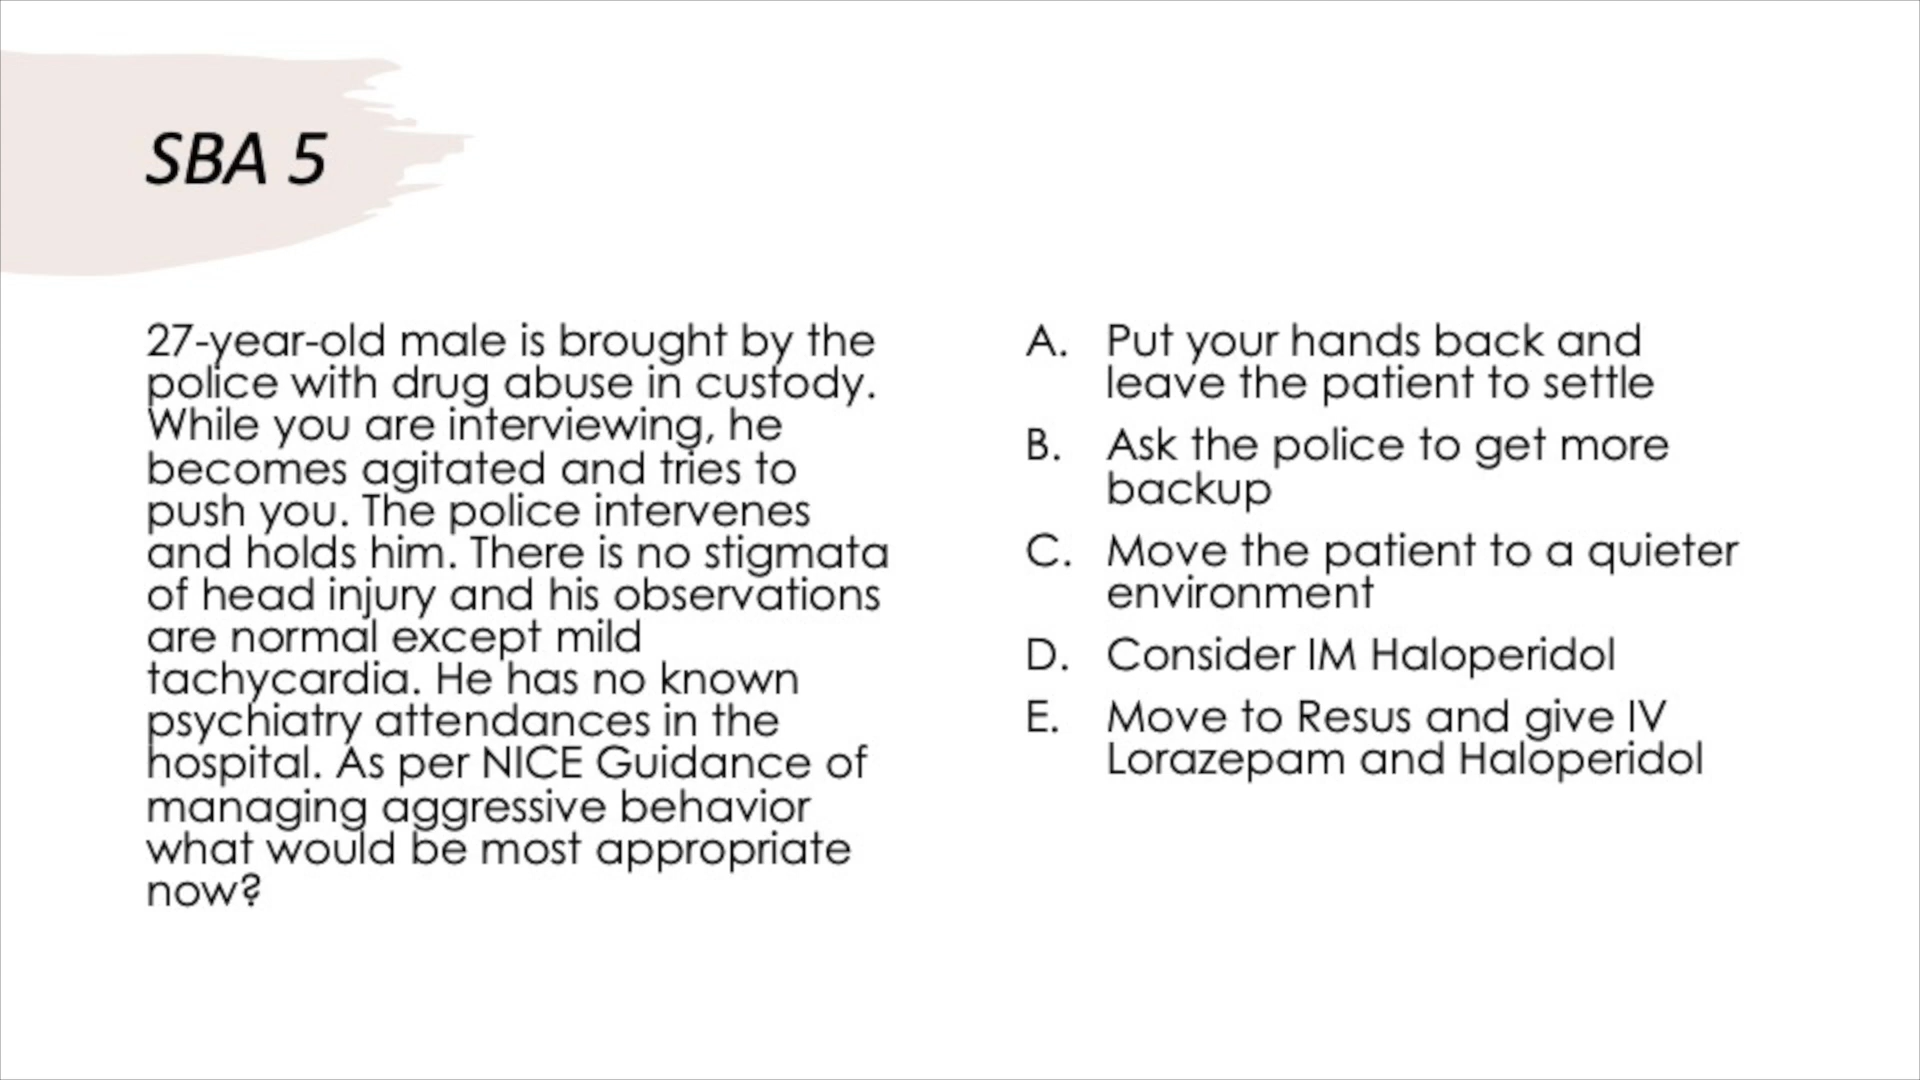 SBA 5
27-year-old male is brought by the
police with drug abuse in custody.
While you are interviewing, he
becomes agitated and tries to
push you. The police intervenes
and holds him. There is no stigmata
of head injury and his observations
are normal except mild
tachycardia. He has no known
psychiatry attendances in the
hospital. As per NICE Guidance of
managing aggressive behavior
what would be most appropriate
now?
A. Put your hands back and
leave the patient to settle
B. Ask the police to get more
backup
C. Move the patient to a quieter
environment
D. Consider IM Haloperidol
E. Move to Resus and give IV
Lorazepam and Haloperidol